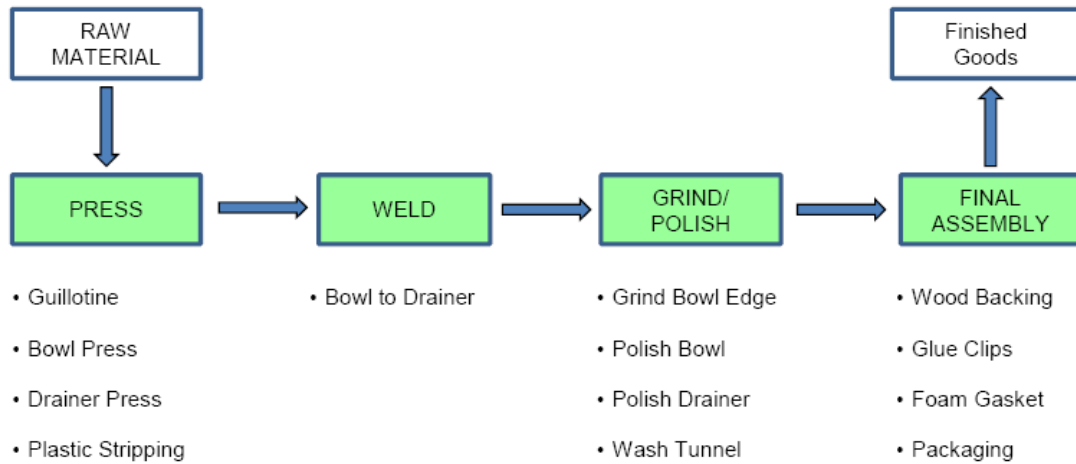 RAW
MATERIAL
Finished
Goods
PRESS
WELD
GRIND/
POLISH
FINAL
ASSEMBLY
• Guillotine
• Bowl Press
• Drainer Press
• Plastic Stripping
• Bowl to Drainer
• Grind Bowl Edge
• Polish Bowl
• Polish Drainer
• Wash Tunnel
• Wood Backing
• Glue Clips
• Foam Gasket
• Packaging